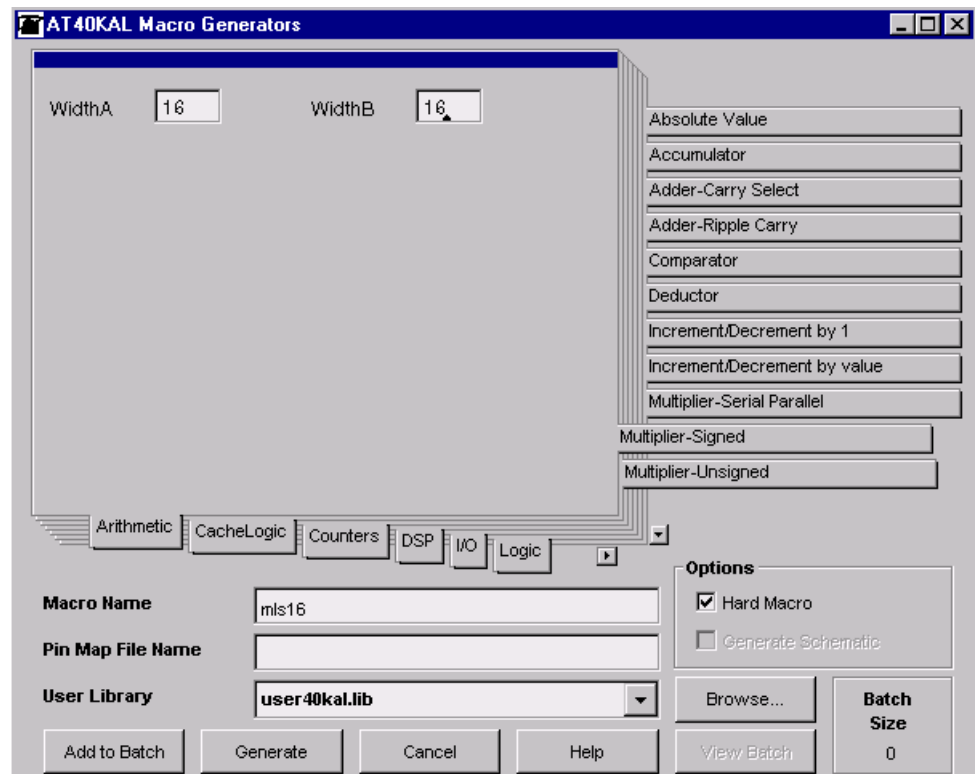 AT40KAL Macro Generators
WidthA 16 WidthB 16
Absolute Value
Accumulator
Adder-Carry Select
Adder-Ripple Carry
Comparator
Deductor
Increment/Decrement by 1
Increment/Decrement by value
Multiplier-Serial Parallel
Multiplier-Signed
Multiplier-Unsigned
Arithmetic CacheLogic Counters DSP I/O Logic
Options
Macro Name mls16 Hard Macro
Pin Map File Name Generate Schematic
User Library user40kal.lib Browse... Batch Size
Add to Batch Generate Cancel Help View Batch 0